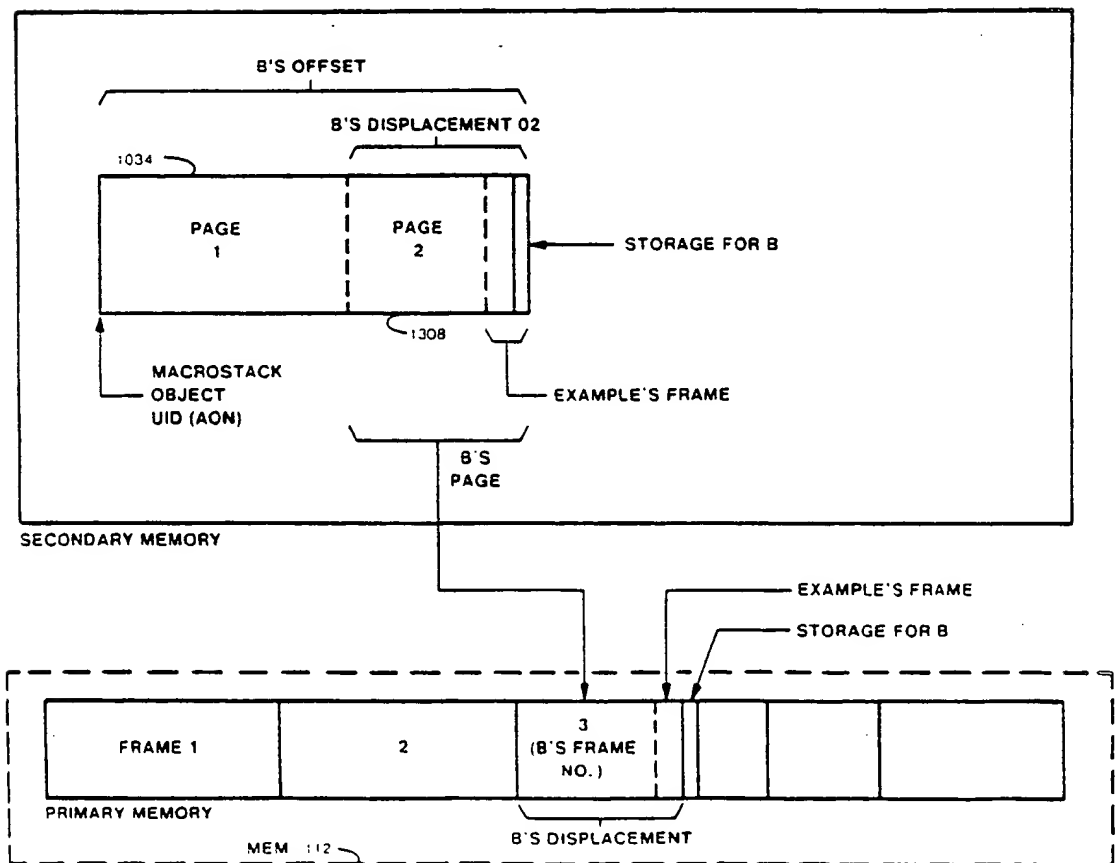 B'S OFFSET
B'S DISPLACEMENT 02
1034
PAGE
1
PAGE
2
STORAGE FOR B
1308
MACROSTACK
OBJECT
UID (AON)
EXAMPLE'S FRAME
B'S
PAGE
SECONDARY MEMORY
EXAMPLE'S FRAME
STORAGE FOR B
FRAME 1
2
3
(B'S FRAME
NO.)
PRIMARY MEMORY
B'S DISPLACEMENT
MEM 112